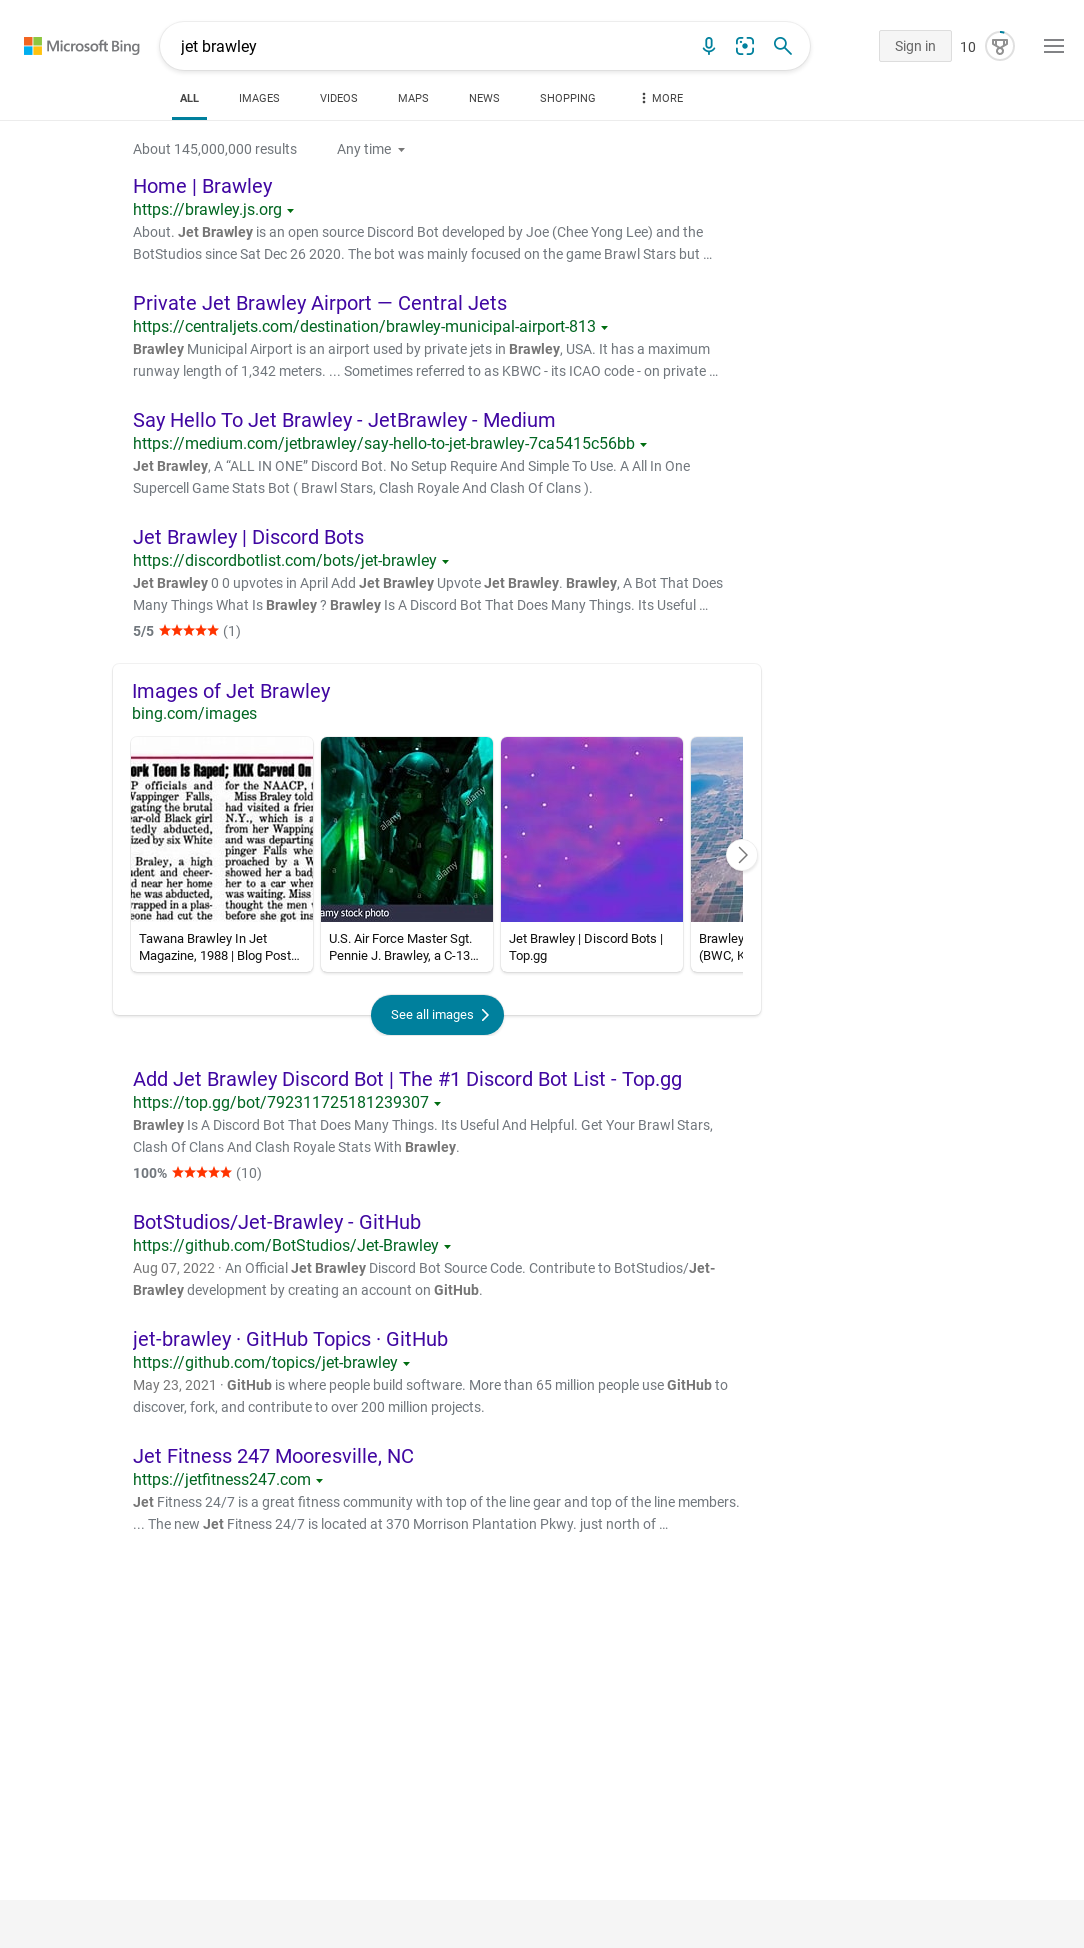 Microsoft Bing
jet brawley
Sign in
10
ALL
IMAGES
VIDEOS
MAPS
NEWS
SHOPPING
MORE
About 145,000,000 results
Any time
Home | Brawley
https://brawley.js.org
About. Jet Brawley is an open source Discord Bot developed by Joe (Chee Yong Lee) and the
BotStudios since Sat Dec 26 2020. The bot was mainly focused on the game Brawl Stars but …
Private Jet Brawley Airport — Central Jets
https://centraljets.com/destination/brawley-municipal-airport-813
Brawley Municipal Airport is an airport used by private jets in Brawley, USA. It has a maximum
runway length of 1,342 meters. ... Sometimes referred to as KBWC - its ICAO code - on private …
Say Hello To Jet Brawley - JetBrawley - Medium
https://medium.com/jetbrawley/say-hello-to-jet-brawley-7ca5415c56bb
Jet Brawley, A “ALL IN ONE” Discord Bot. No Setup Require And Simple To Use. A All In One
Supercell Game Stats Bot ( Brawl Stars, Clash Royale And Clash Of Clans ).
Jet Brawley | Discord Bots
https://discordbotlist.com/bots/jet-brawley
Jet Brawley 0 0 upvotes in April Add Jet Brawley Upvote Jet Brawley. Brawley, A Bot That Does
Many Things What Is Brawley ? Brawley Is A Discord Bot That Does Many Things. Its Useful …
5/5 (1)
Images of Jet Brawley
bing.com/images
ork Teen Is Raped; KKK Carved On
P officials and
Wappinger Falls,
gating the brutal
ear-old Black girl
tedly abducted,
ized by six White
Braley, a high
dent and cheer-
d near her home
he was abducted,
wrapped in a plas-
eone had cut the
for the NAACP, t
Miss Braley told
had visited a frie
N.Y., which is a
from her Wapping
and was departin
pinger Falls whe
proached by a W
showed her a bad
her to a car wher
was waiting. Miss
thought the men
before she got ins
alamy
alamy
alamy
amy stock photo
Tawana Brawley In Jet
Magazine, 1988 | Blog Post…
U.S. Air Force Master Sgt.
Pennie J. Brawley, a C-13…
Jet Brawley | Discord Bots |
Top.gg
Brawley
(BWC, K
See all images
Add Jet Brawley Discord Bot | The #1 Discord Bot List - Top.gg
https://top.gg/bot/792311725181239307
Brawley Is A Discord Bot That Does Many Things. Its Useful And Helpful. Get Your Brawl Stars,
Clash Of Clans And Clash Royale Stats With Brawley.
100% (10)
BotStudios/Jet-Brawley - GitHub
https://github.com/BotStudios/Jet-Brawley
Aug 07, 2022 · An Official Jet Brawley Discord Bot Source Code. Contribute to BotStudios/Jet-
Brawley development by creating an account on GitHub.
jet-brawley · GitHub Topics · GitHub
https://github.com/topics/jet-brawley
May 23, 2021 · GitHub is where people build software. More than 65 million people use GitHub to
discover, fork, and contribute to over 200 million projects.
Jet Fitness 247 Mooresville, NC
https://jetfitness247.com
Jet Fitness 24/7 is a great fitness community with top of the line gear and top of the line members.
... The new Jet Fitness 24/7 is located at 370 Morrison Plantation Pkwy. just north of …